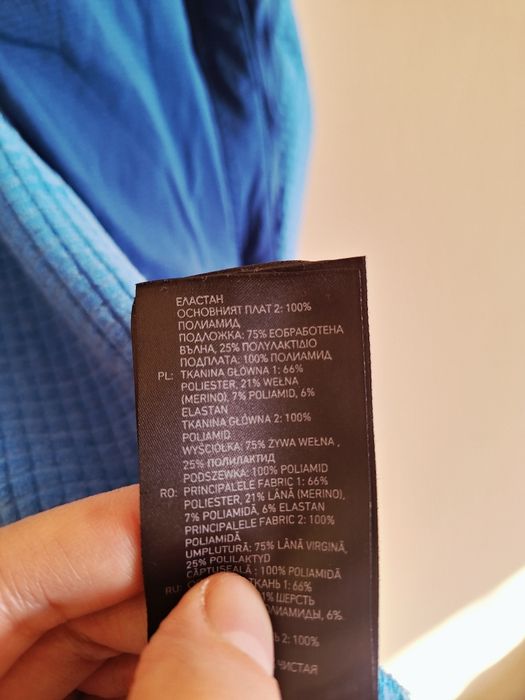 ЕЛАСТАН
ОСНОВНИЯТ ПЛАТ 2: 100%
ПОЛИАМИД
ПОДЛОЖКА: 75% ЕОБРАБОТЕНА
ВЪЛНА, 25% ПОЛУЛАКТІДІО
ПОДПЛАТА: 100% ПОЛИАМИД
PL: TKANINA GŁÓWNA 1: 66%
POLIESTER, 21% WEŁNA
(MERINO), 7% POLIAMID, 6%
ELASTAN
TKANINA GŁÓWNA 2: 100%
POLIAMID
WYŚCIÓŁKA: 75% ŻYWA WEŁNA ,
25% ПОЛИЛАКТИД
PODSZEWKA: 100% POLIAMID
RO: PRINCIPALELE FABRIC 1: 66%
POLIESTER, 21% LÂNĂ (MERINO),
7% POLIAMIDĂ, 6% ELASTAN
PRINCIPALELE FABRIC 2: 100%
POLIAMIDĂ
UMPLUTURĂ: 75% LÂNĂ VIRGINĂ,
25% POLILAKTYD
CĂPTUȘEALĂ : 100% POLIAMIDĂ
RU: ТКАНЬ 1: 66%
ШЕРСТЬ
6%
2: 100%